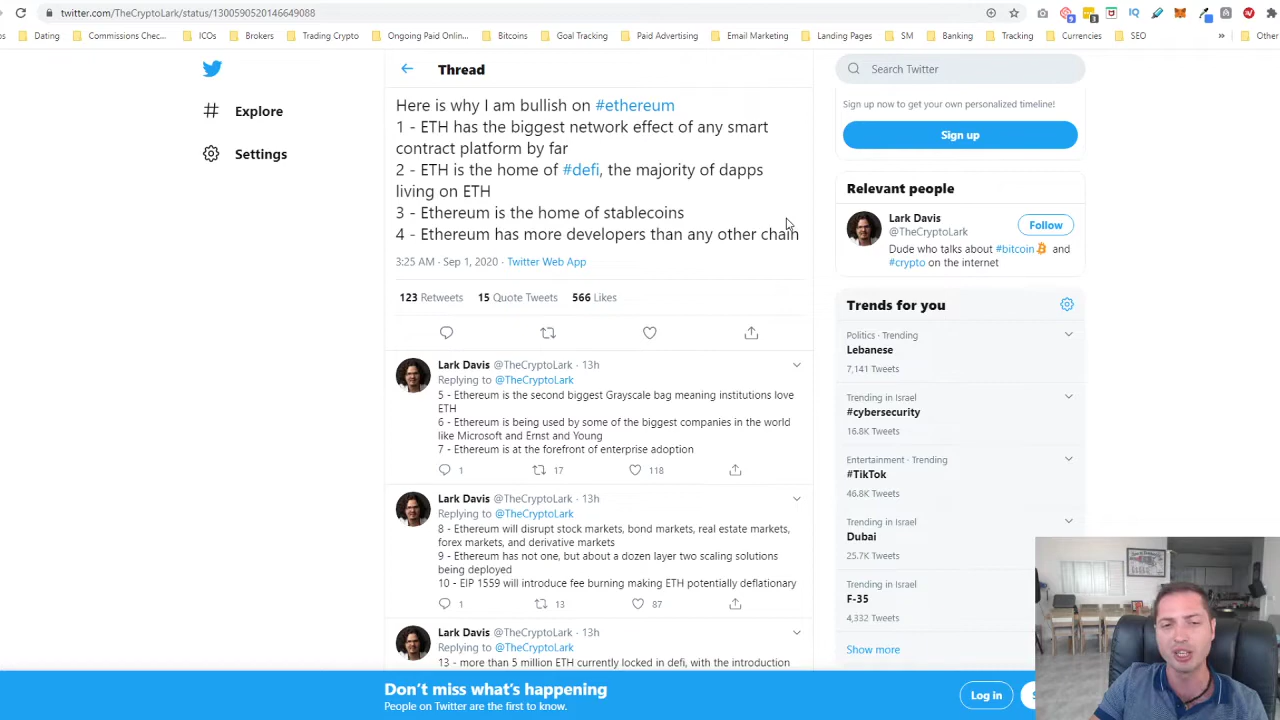 twitter.com/TheCryptoLark/status/1300590520146649088
Dating
Commissions Chec...
ICOs
Brokers
Trading Crypto
Ongoing Paid Onlin...
Bitcoins
Goal Tracking
Paid Advertising
Email Marketing
Landing Pages
SM
Banking
Tracking
Currencies
SEO
»
Other
Explore
Settings
Thread
Here is why I am bullish on #ethereum
1 - ETH has the biggest network effect of any smart
contract platform by far
2 - ETH is the home of #defi, the majority of dapps
living on ETH
3 - Ethereum is the home of stablecoins
4 - Ethereum has more developers than any other chain
3:25 AM · Sep 1, 2020 · Twitter Web App
123 Retweets 15 Quote Tweets 566 Likes
Lark Davis @TheCryptoLark · 13h
Replying to @TheCryptoLark
5 - Ethereum is the second biggest Grayscale bag meaning institutions love
ETH
6 - Ethereum is being used by some of the biggest companies in the world
like Microsoft and Ernst and Young
7 - Ethereum is at the forefront of enterprise adoption
1 17 118
Lark Davis @TheCryptoLark · 13h
Replying to @TheCryptoLark
8 - Ethereum will disrupt stock markets, bond markets, real estate markets,
forex markets, and derivative markets
9 - Ethereum has not one, but about a dozen layer two scaling solutions
being deployed
10 - EIP 1559 will introduce fee burning making ETH potentially deflationary
1 13 87
Lark Davis @TheCryptoLark · 13h
Replying to @TheCryptoLark
13 - more than 5 million ETH currently locked in defi, with the introduction
Search Twitter
Sign up now to get your own personalized timeline!
Sign up
Relevant people
Lark Davis
@TheCryptoLark
Follow
Dude who talks about #bitcoin and
#crypto on the internet
Trends for you
Politics · Trending
Lebanese
7,141 Tweets
Trending in Israel
#cybersecurity
16.8K Tweets
Entertainment · Trending
#TikTok
46.8K Tweets
Trending in Israel
Dubai
25.7K Tweets
Trending in Israel
F-35
4,332 Tweets
Show more
Don't miss what's happening
People on Twitter are the first to know.
Log in